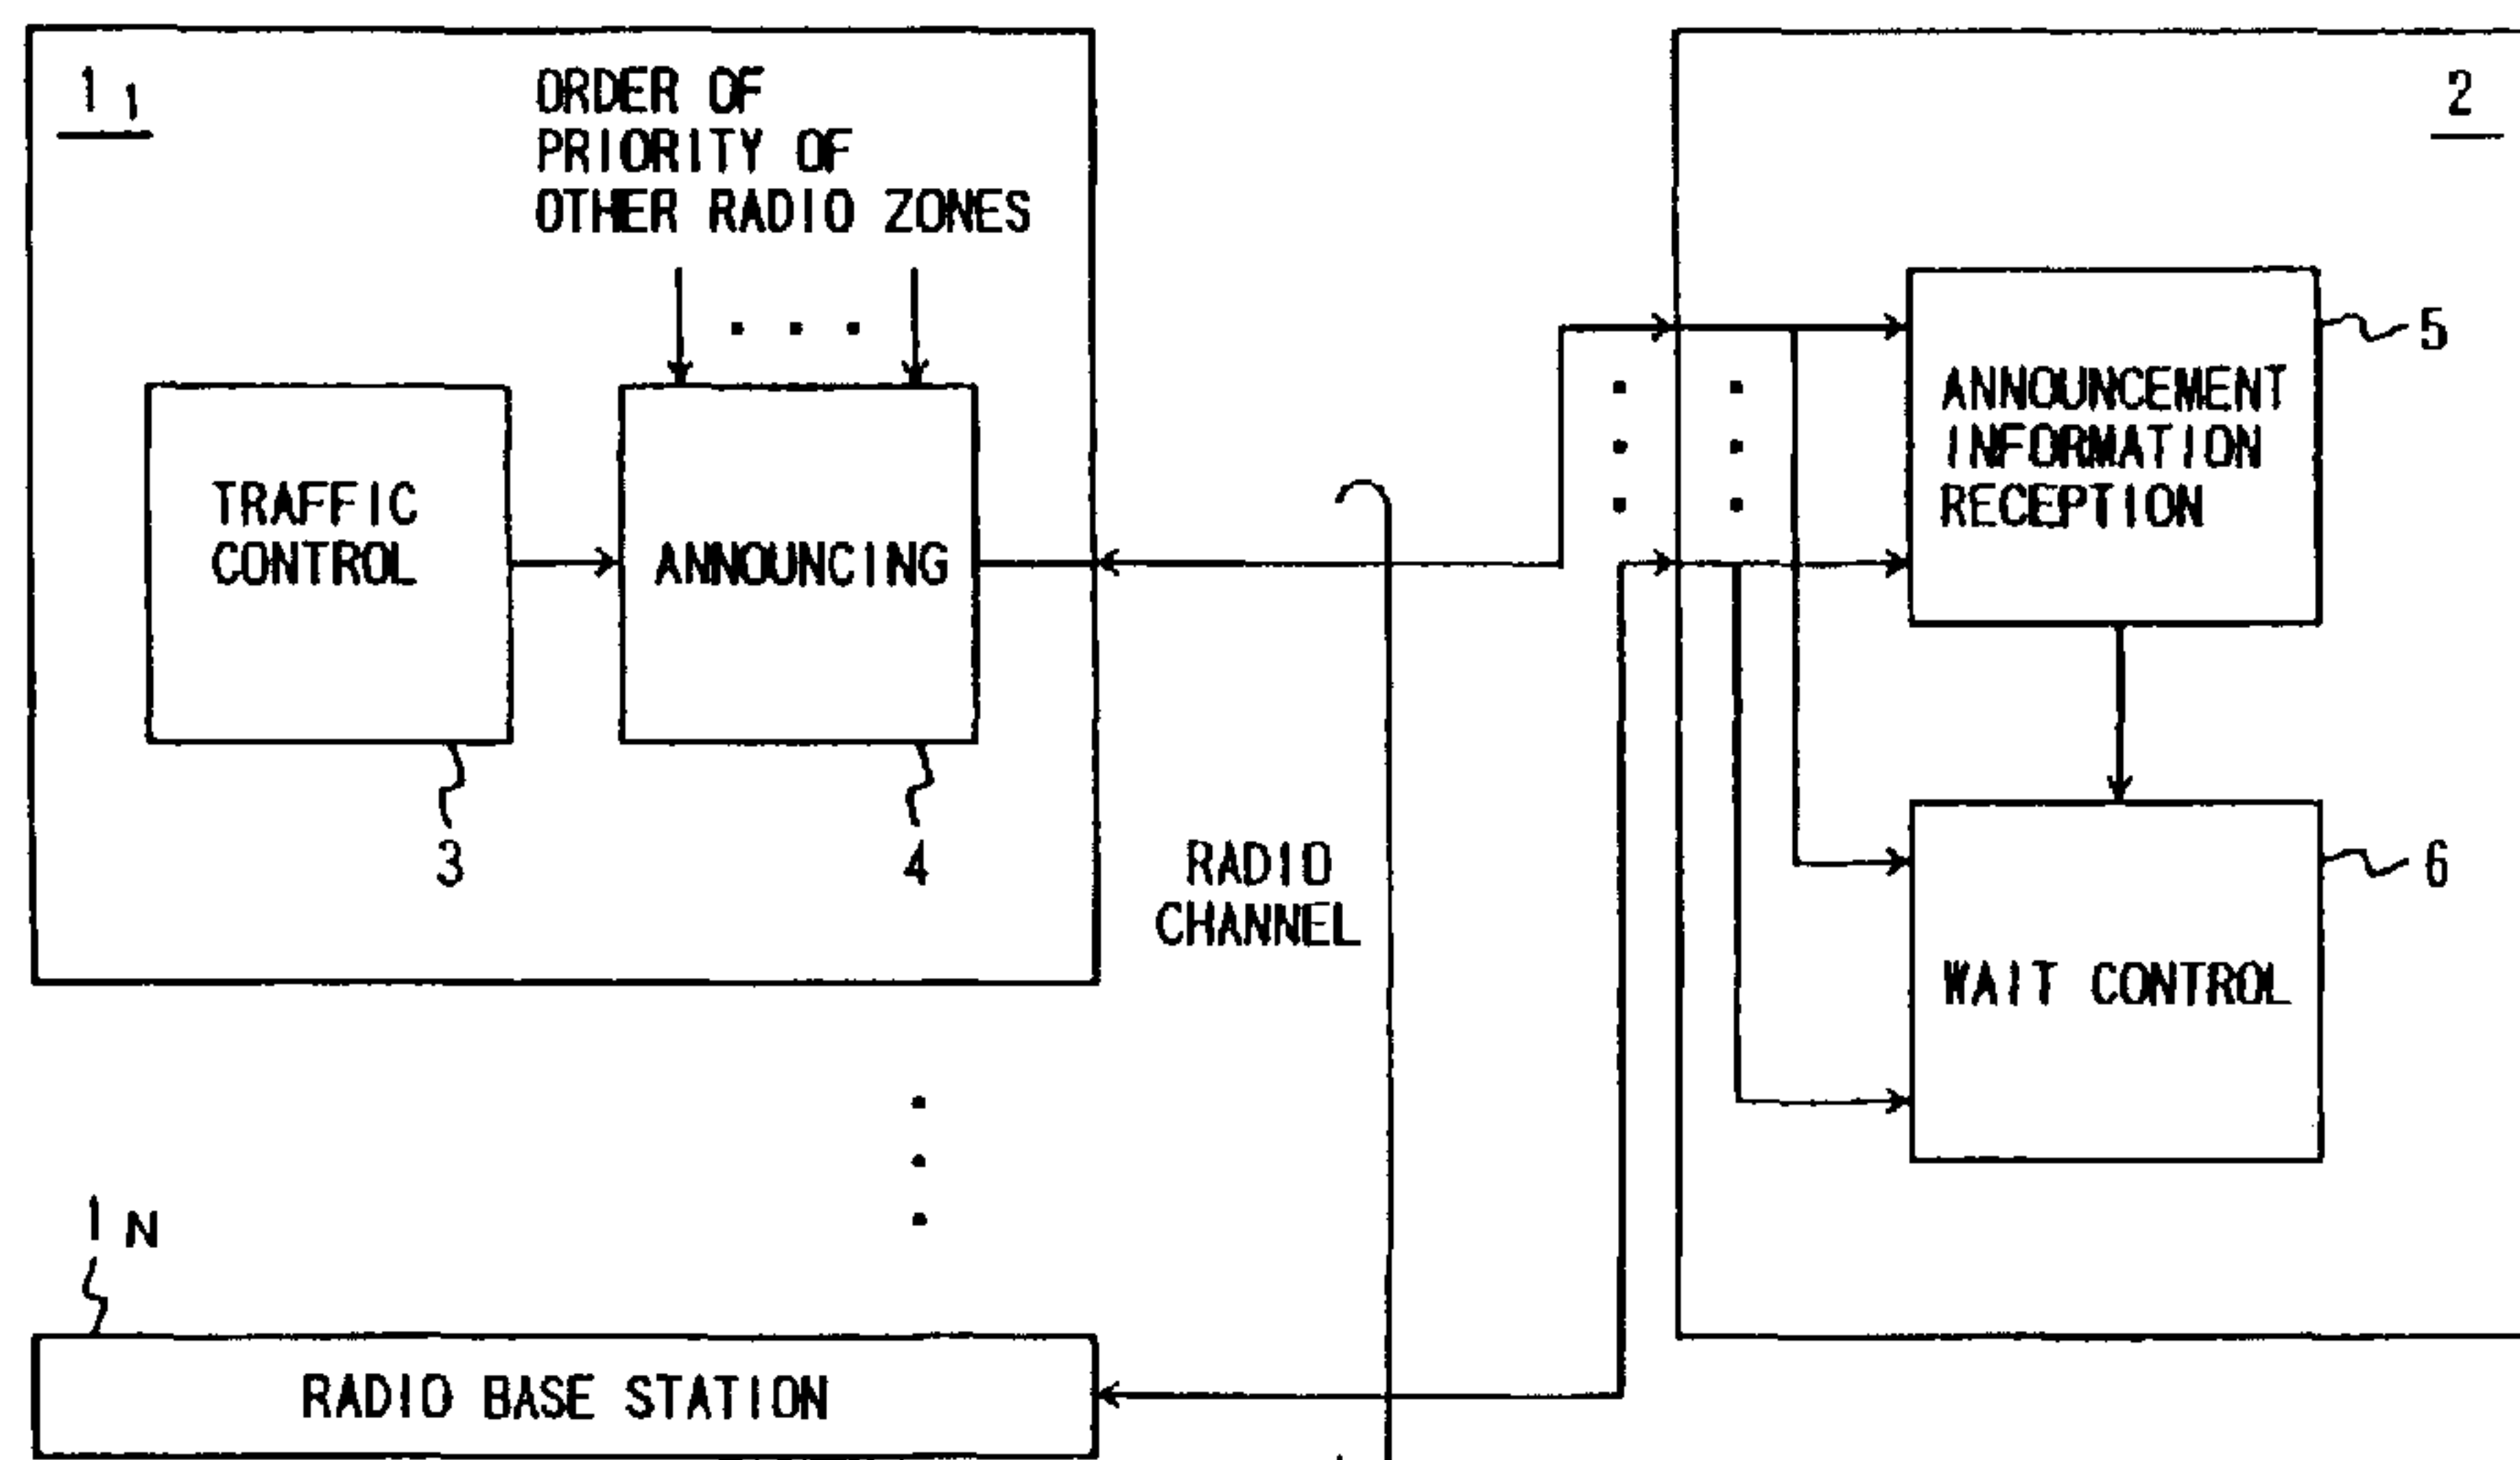 1 1
ORDER OF
PRIORITY OF
OTHER RADIO ZONES
TRAFFIC
CONTROL
ANNOUNCING
3
4
RADIO
CHANNEL
2
ANNOUNCEMENT
INFORMATION
RECEPTION
5
WAIT CONTROL
6
1 N
RADIO BASE STATION